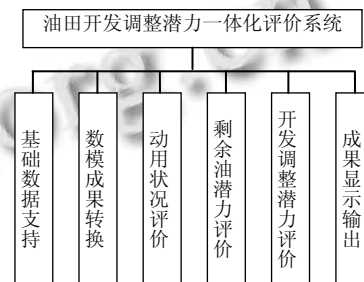 油田开发调整潜力一体化评价系统
基础数据支持
数模成果转换
动用状况评价
剩余油潜力评价
开发调整潜力评价
成果显示输出